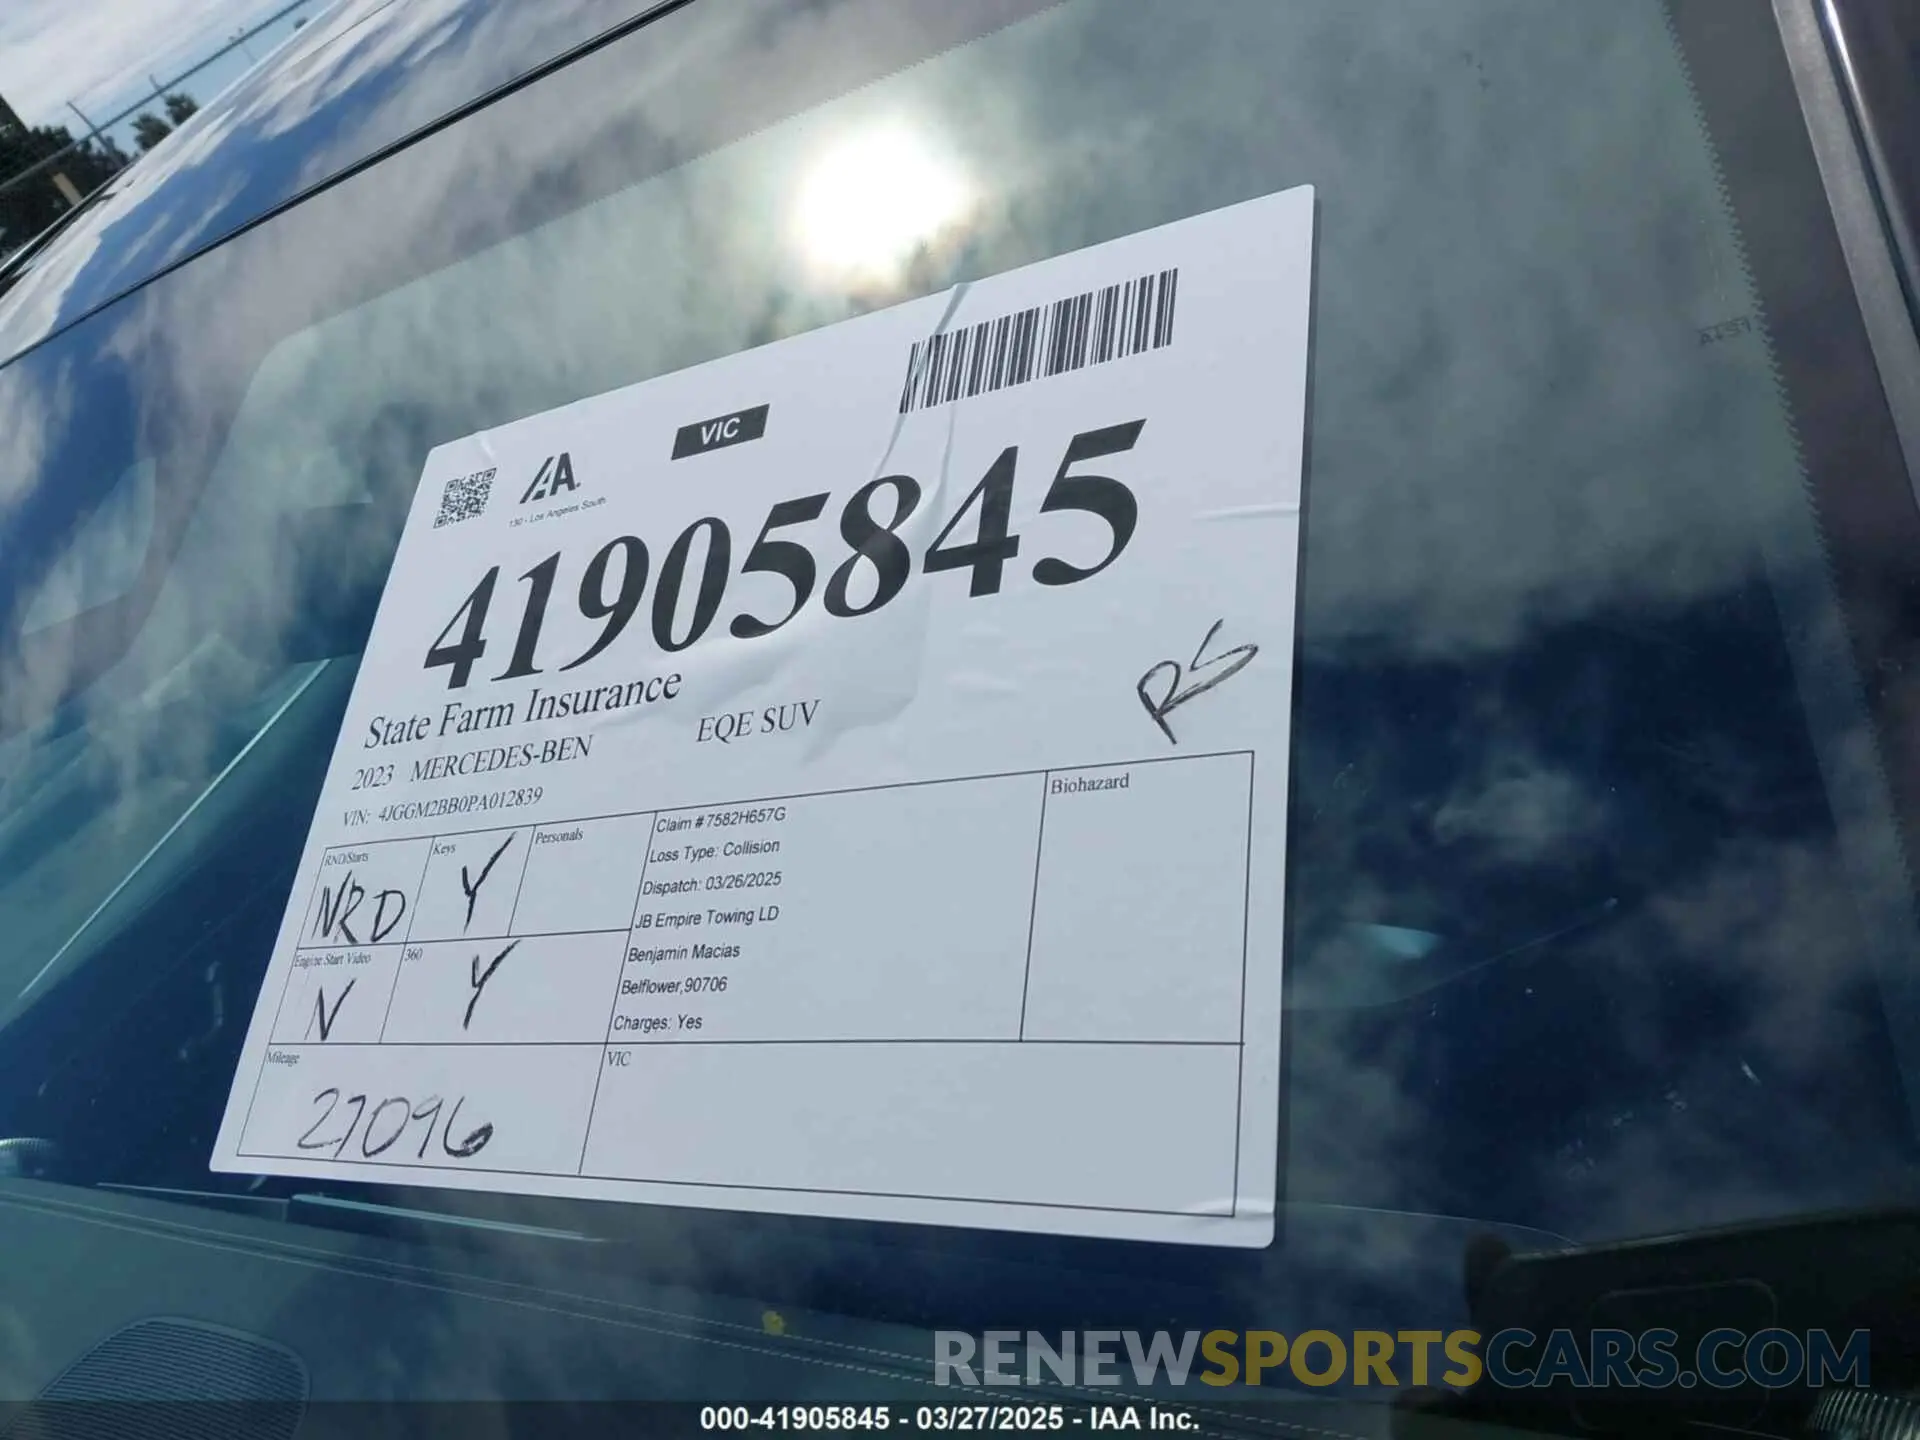 VIC
IAA.
130 - Los Angeles South
41905845
State Farm Insurance
RS
2023 MERCEDES-BEN EQE SUV
VIN: 4JGGM2BB0PA012839
RND/Starts
NRD
Keys
Y
Personals
Engine Start Video
N
360
Y
Claim # 7582H657G
Loss Type: Collision
Dispatch: 03/26/2025
JB Empire Towing LD
Benjamin Macias
Belflower,90706
Charges: Yes
Biohazard
Mileage
27096
VIC
RENEWSPORTSCARS.COM
000-41905845 - 03/27/2025 - IAA Inc.